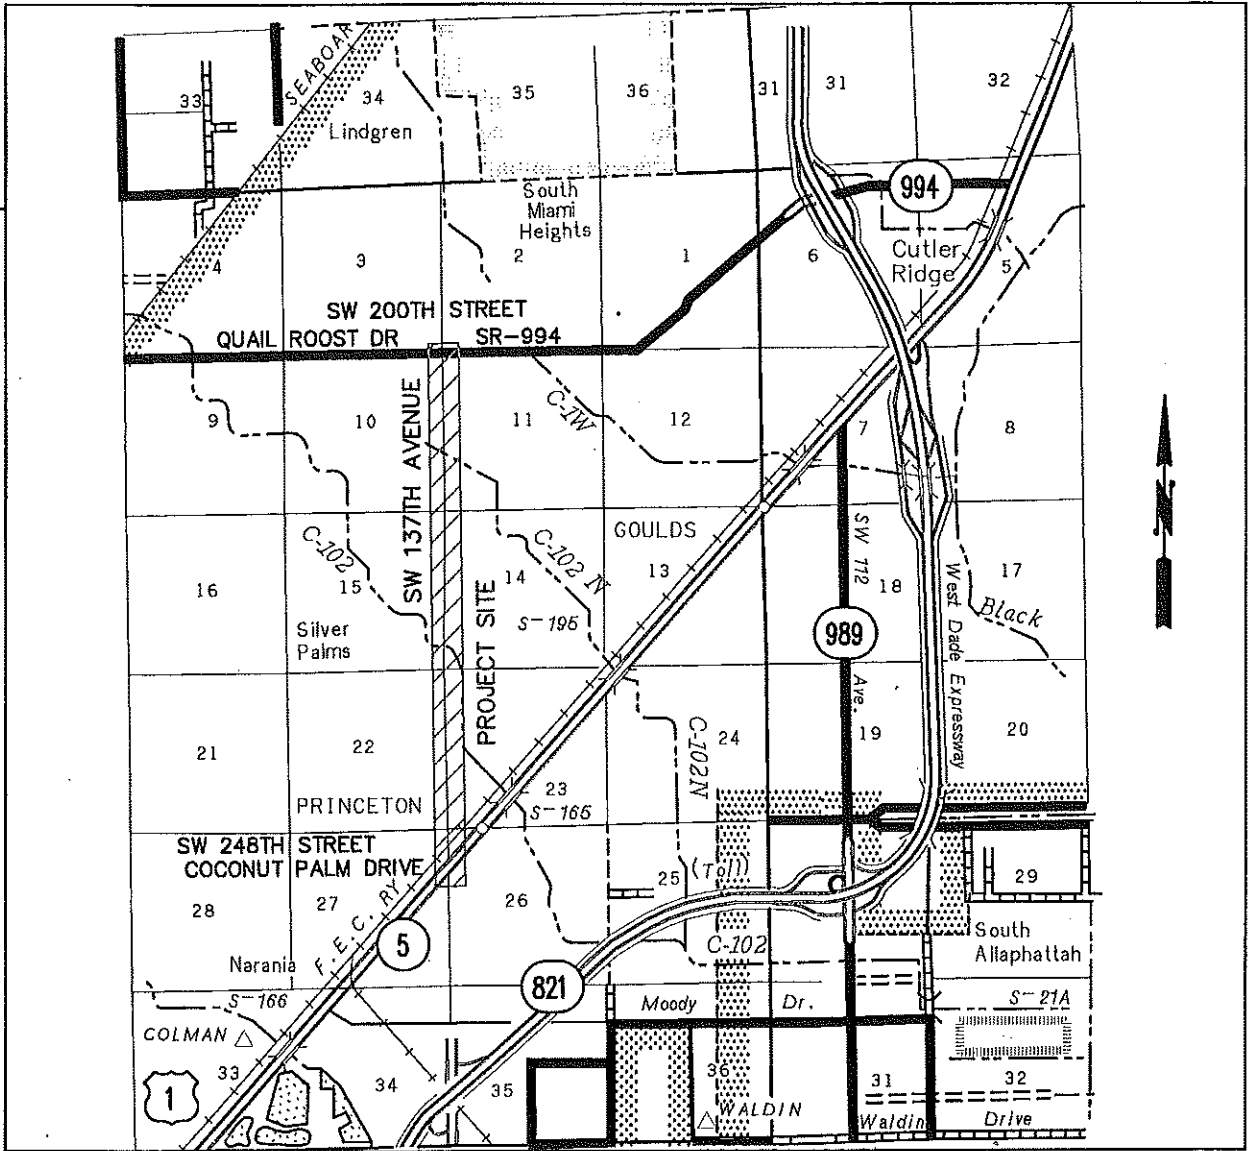 SEABOAR
33
34
35
36
31
31
32
Lindgren
994
South
Miami
Heights
Cutler
Ridge
4
3
2
1
6
5
SW 200TH STREET
QUAIL ROOST DR
SR-994
SW 137TH AVENUE
C-1W
9
10
11
12
7
8
N
GOULDS
C-102
C-102 N
SW 112
16
15
14
13
18
17
Black
S-195
Silver
Palms
PROJECT SITE
989
West Dade Expressway
Ave.
C-102N
21
22
23
24
19
20
PRINCETON
S-165
SW 248TH STREET
COCONUT PALM DRIVE
(Toll)
28
27
26
25
29
F.E.C. RY.
5
South
Allaphattah
C-102
Narania
821
S-166
Moody
Dr.
S-21A
COLMAN
1
33
34
35
36
31
32
WALDIN
Waldin
Drive